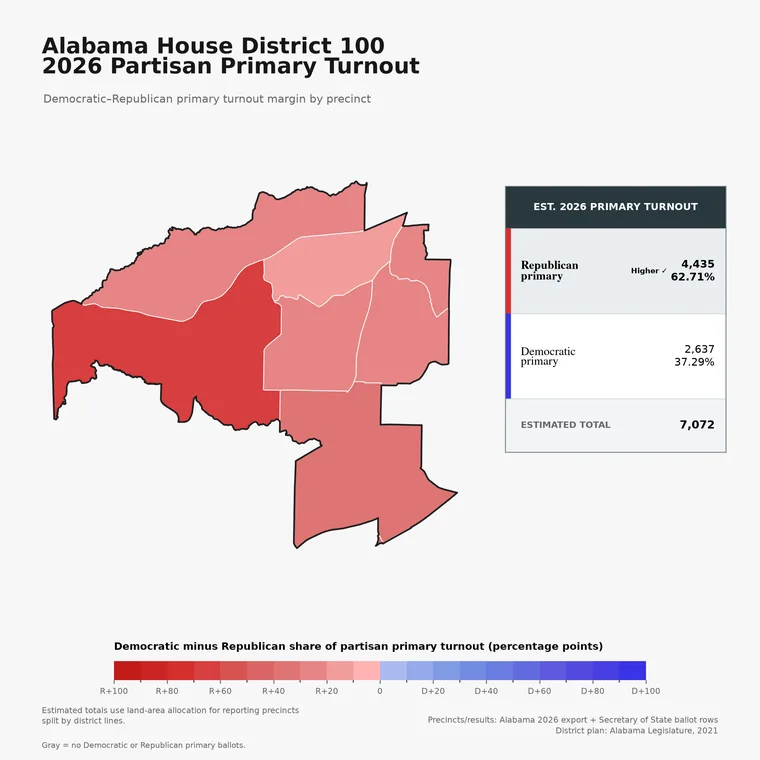 Alabama House District 100
2026 Partisan Primary Turnout
Democratic–Republican primary turnout margin by precinct
EST. 2026 PRIMARY TURNOUT
Republican
primary
Higher ✓
4,435
62.71%
Democratic
primary
2,637
37.29%
ESTIMATED TOTAL
7,072
Democratic minus Republican share of partisan primary turnout (percentage points)
R+100 R+80 R+60 R+40 R+20 0 D+20 D+40 D+60 D+80 D+100
Estimated totals use land-area allocation for reporting precincts
split by district lines.
Gray = no Democratic or Republican primary ballots.
Precincts/results: Alabama 2026 export + Secretary of State ballot rows
District plan: Alabama Legislature, 2021